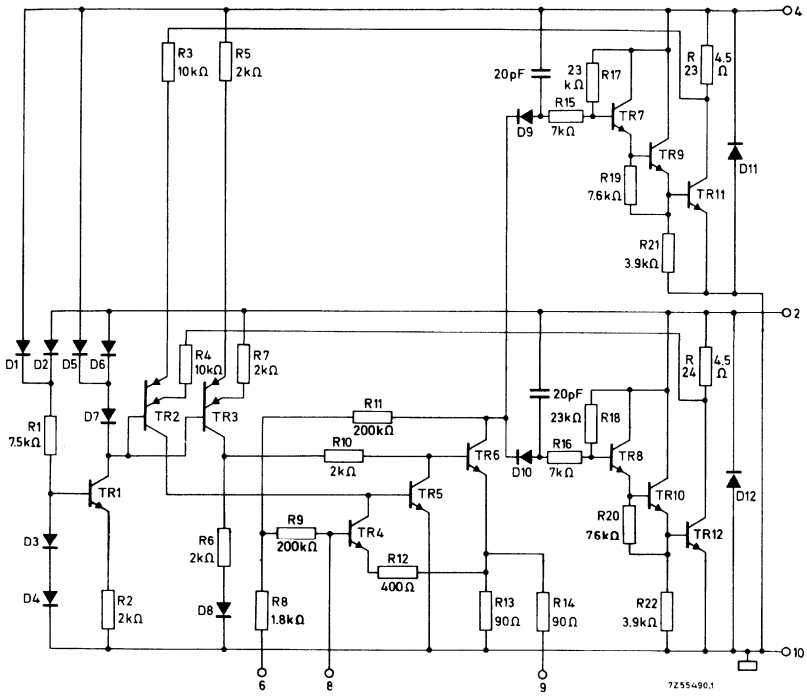 4
R3
10kΩ
R5
2kΩ
20pF
23
kΩ
R17
R
23
4.5
Ω
R15
7kΩ
D9
TR7
TR9
D11
R19
7.6kΩ
TR11
R21
3.9kΩ
2
D1
D2
D5
D6
R4
10kΩ
R7
2kΩ
R
24
4.5
Ω
D7
TR2
TR3
R11
200kΩ
20pF
23kΩ
R18
R1
7.5kΩ
R10
2kΩ
TR6
D10
R16
7kΩ
TR8
TR1
TR5
TR10
D12
R9
200kΩ
TR4
R20
76kΩ
TR12
D3
R6
2kΩ
R12
400Ω
D4
R2
2kΩ
D8
R8
1.8kΩ
R13
90Ω
R14
90Ω
R22
3.9kΩ
10
6
8
9
7Z55490.1